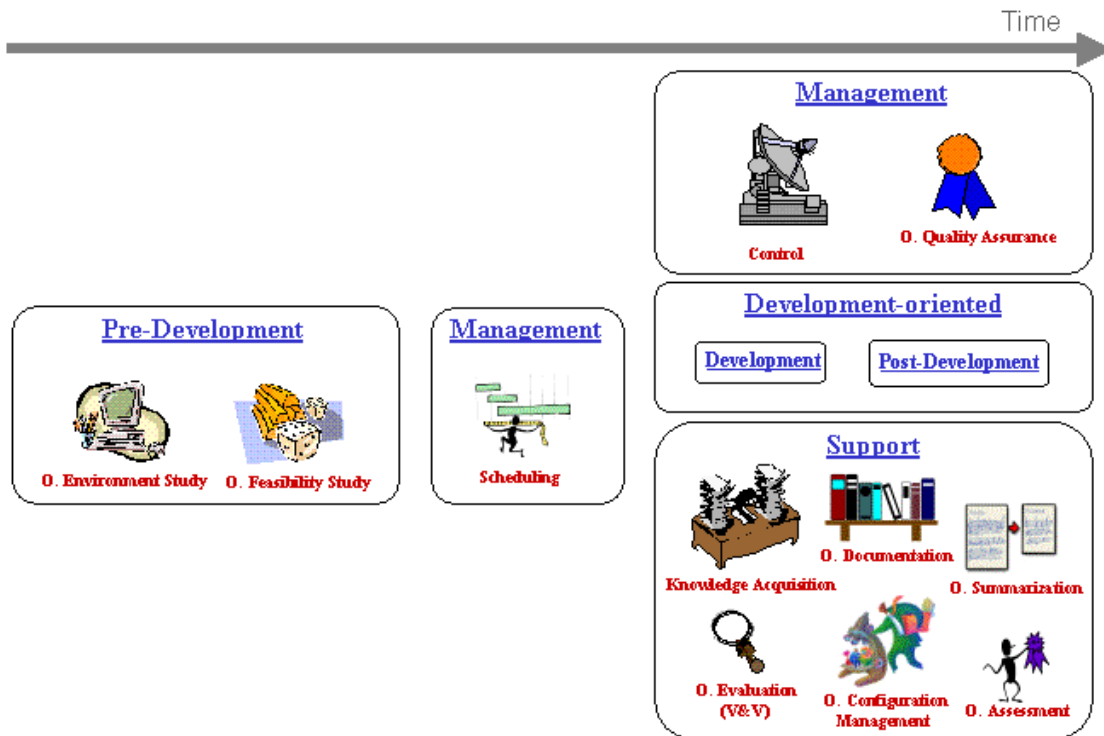 Time
Management
Control
O. Quality Assurance
Pre-Development
O. Environment Study
O. Feasibility Study
Management
Scheduling
Development-oriented
Development
Post-Development
Support
Knowledge Acquisition
O. Documentation
O. Summarization
O. Evaluation
(V&V)
O. Configuration
Management
O. Assessment